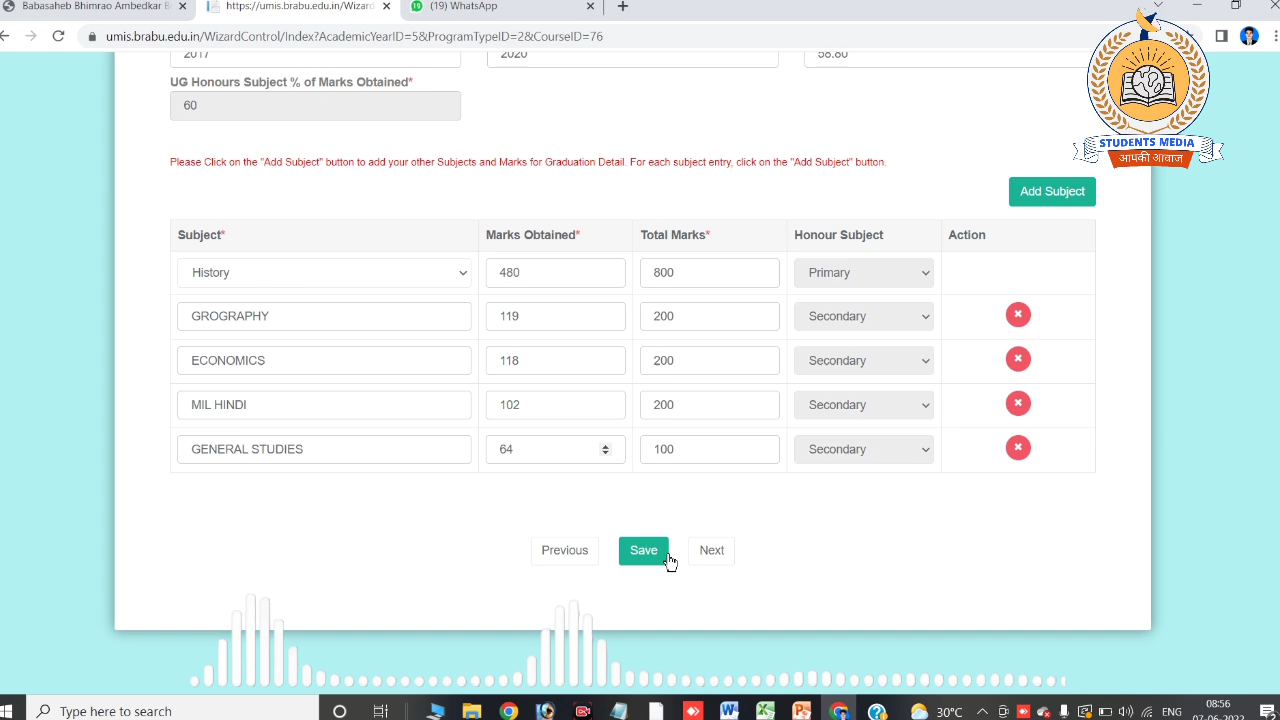 Babasaheb Bhimrao Ambedkar B
https://umis.brabu.edu.in/Wizard
(19) WhatsApp
umis.brabu.edu.in/WizardControl/Index?AcademicYearID=5&ProgramTypeID=2&CourseID=76
2017 2020 58.80
UG Honours Subject % of Marks Obtained*
60
STUDENTS MEDIA
आपकी आवाज
Please Click on the "Add Subject" button to add your other Subjects and Marks for Graduation Detail. For each subject entry, click on the "Add Subject" button.
Add Subject
Subject* Marks Obtained* Total Marks* Honour Subject Action
History 480 800 Primary
GROGRAPHY 119 200 Secondary
ECONOMICS 118 200 Secondary
MIL HINDI 102 200 Secondary
GENERAL STUDIES 64 100 Secondary
Previous Save Next
Type here to search 30°C ENG 08:56
07-06-2022